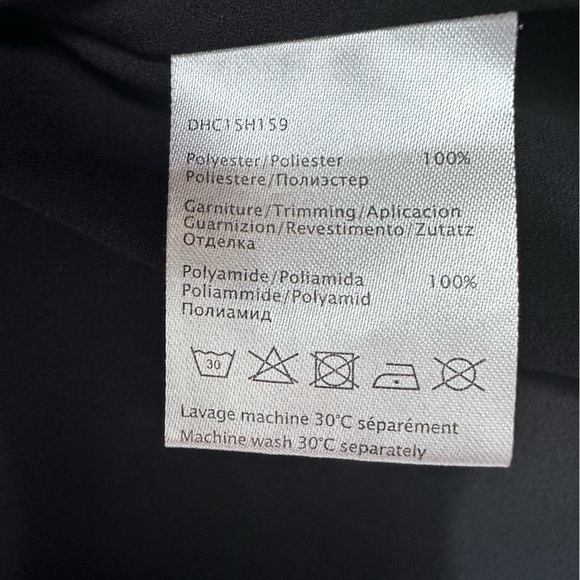 DHC15H159
Polyester/Poliester 100%
Poliestere/Полиэстер
Garniture/Trimming/Aplicacion
Guarnizion/Revestimento/Zutatz
Отделка
Polyamide/Poliamida 100%
Poliammide/Polyamid
Полиамид
30
Lavage machine 30°C séparément
Machine wash 30°C separately